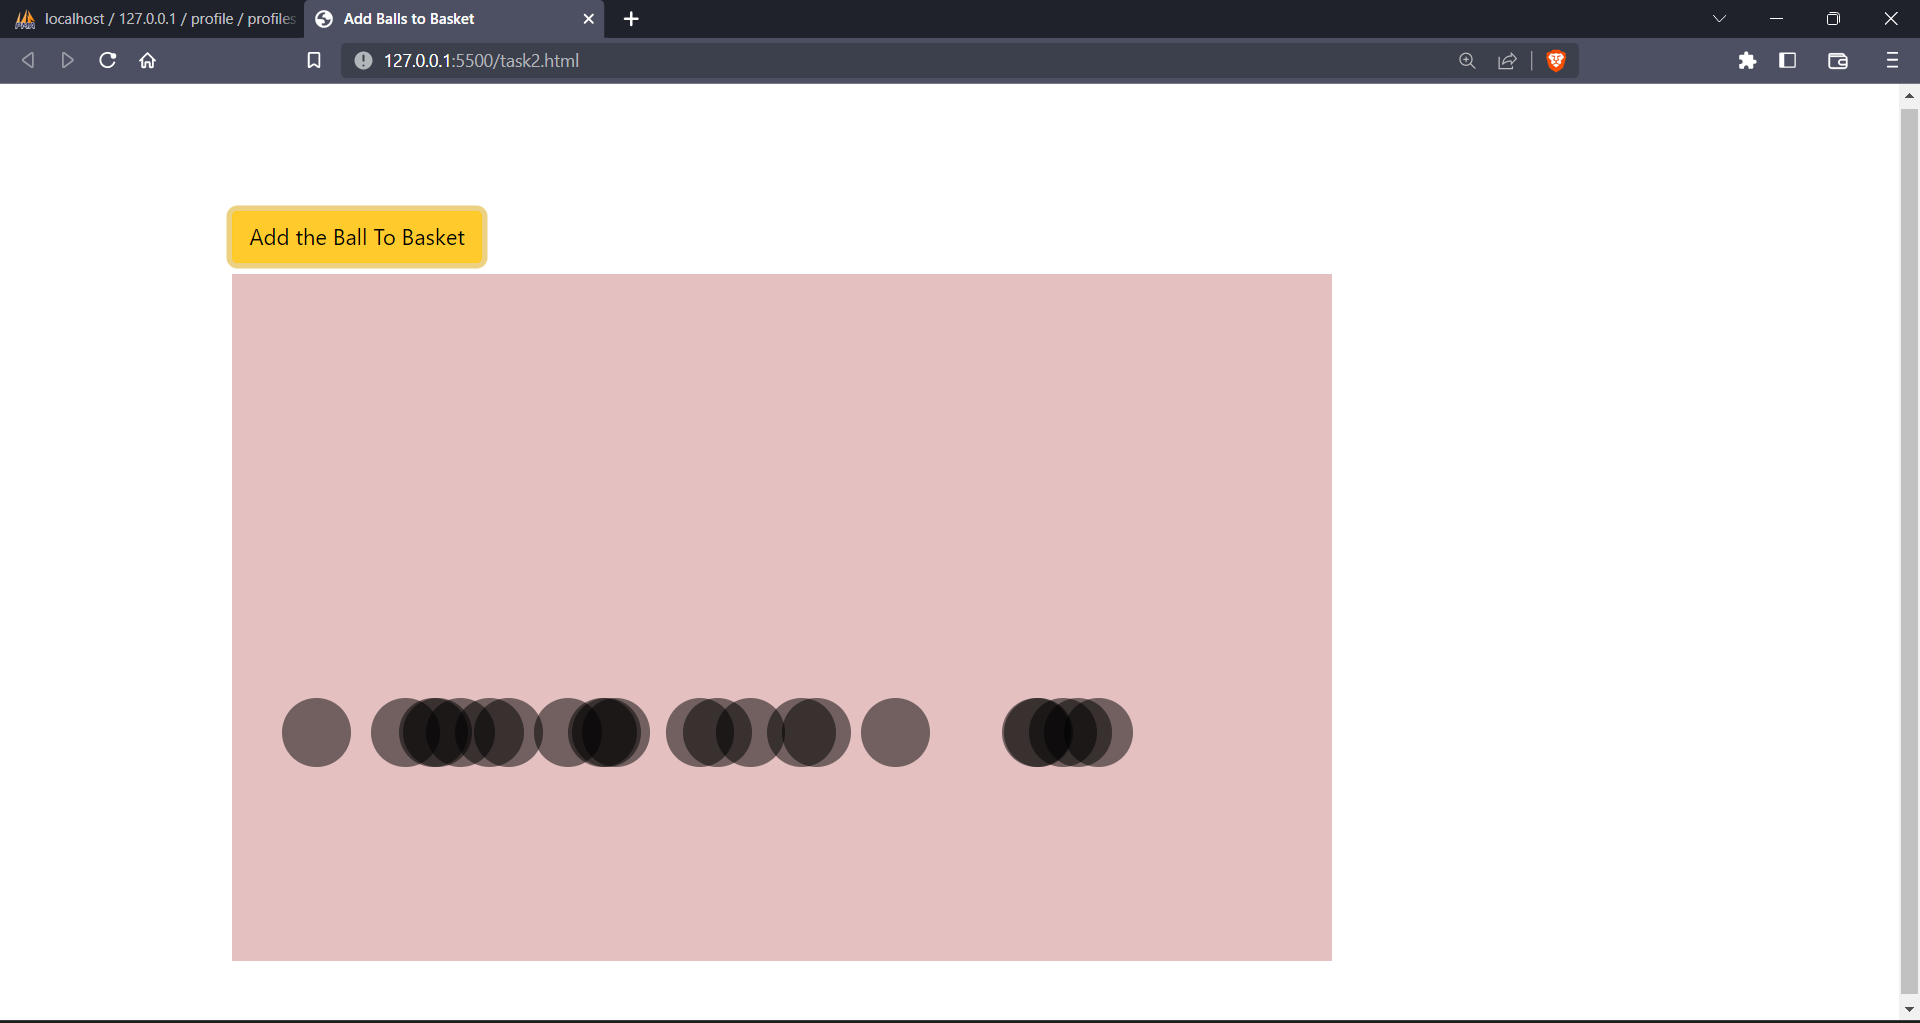 localhost / 127.0.0.1 / profile / profiles
Add Balls to Basket
127.0.0.1:5500/task2.html
Add the Ball To Basket